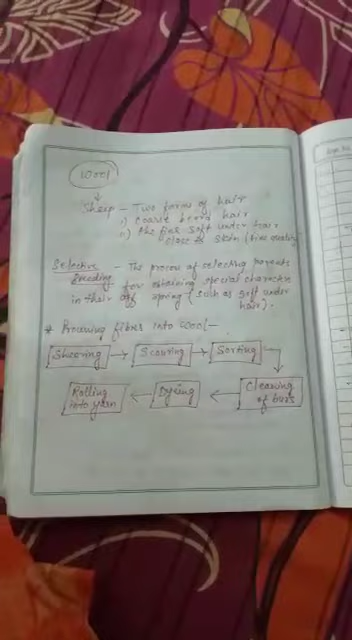 Wool
Sheep - Two forms of hair
i) Coarse beard hair
ii) The fine soft under hair
close to skin (fine quality)
Selective Breeding - The process of selecting parents
for obtaining special character
in their off spring (such as soft under
hair).
* Processing fibres into wool -
Shearing → Scouring → Sorting
Rolling into yarn ← Dyeing ← Cleaning of burs